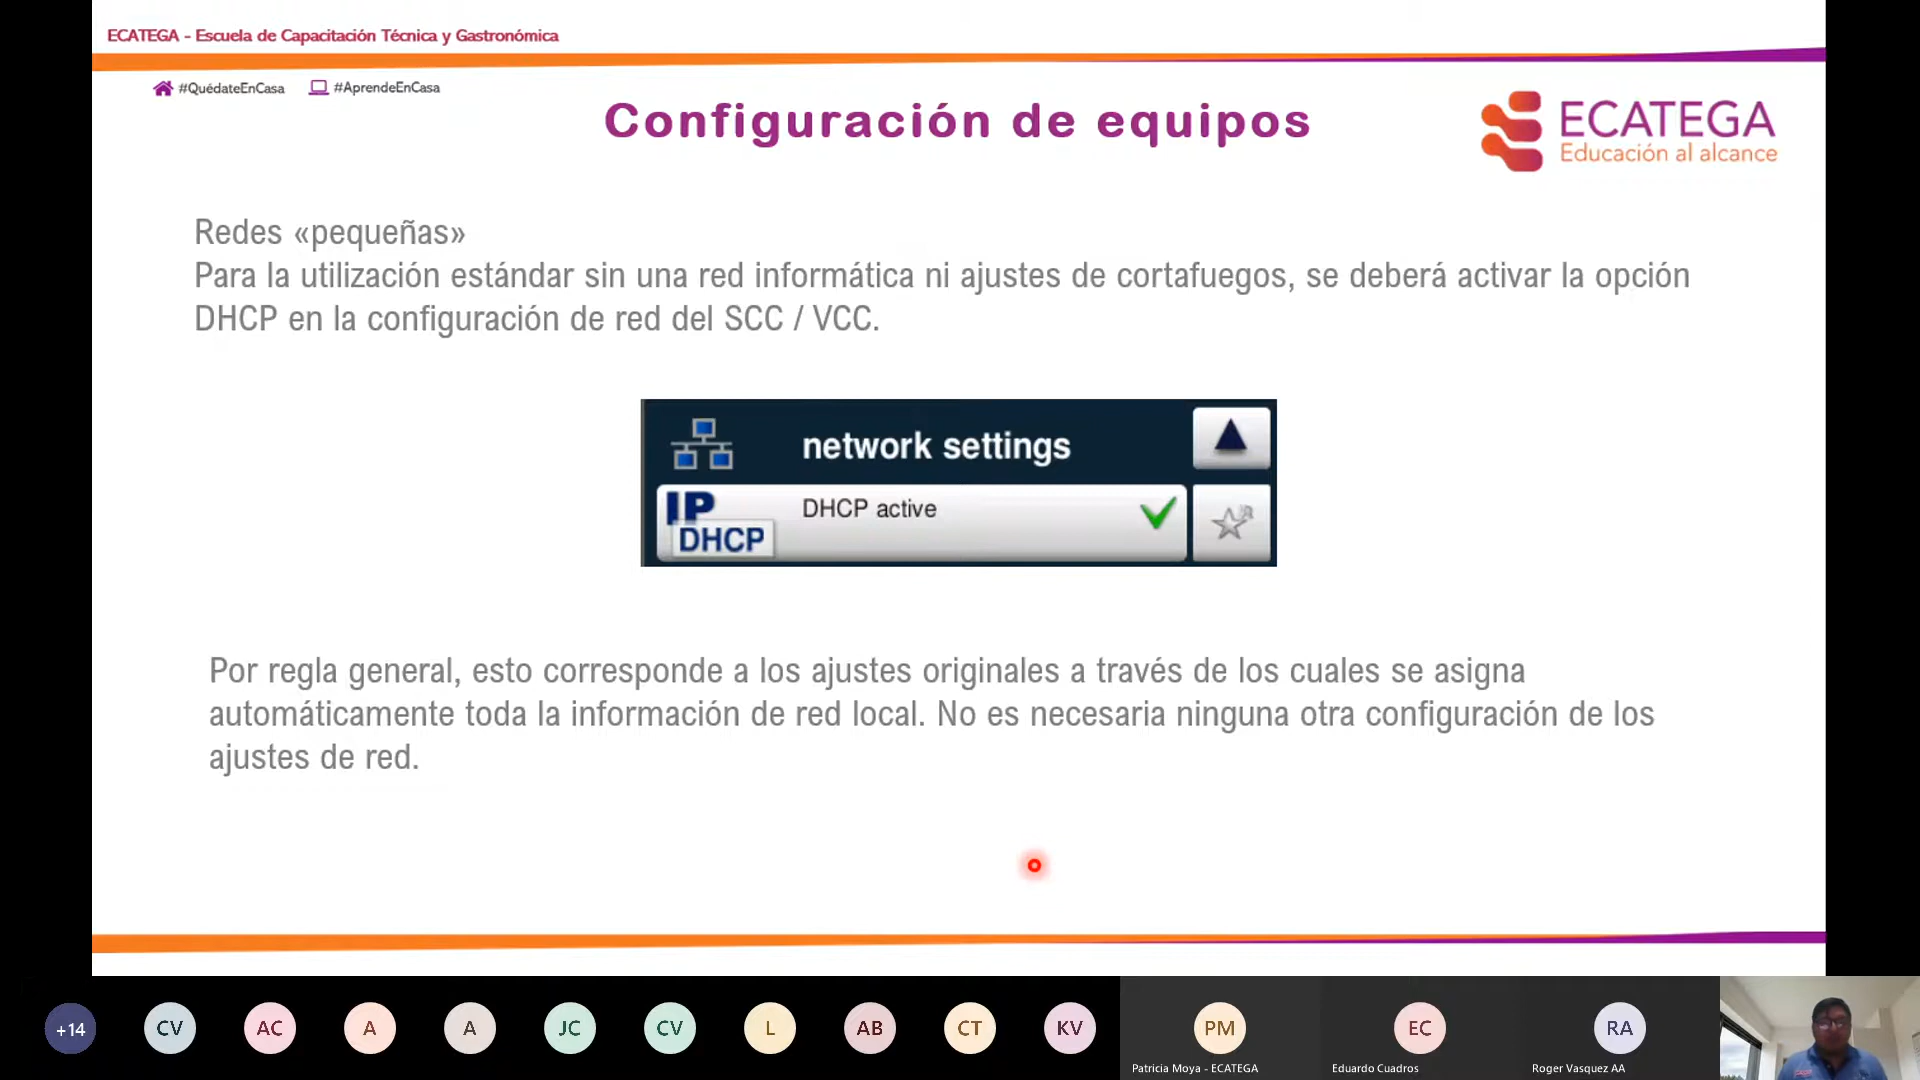 ECATEGA - Escuela de Capacitación Técnica y Gastronómica
#QuédateEnCasa #AprendeEnCasa
Configuración de equipos
ECATEGA
Educación al alcance
Redes «pequeñas»
Para la utilización estándar sin una red informática ni ajustes de cortafuegos, se deberá activar la opción
DHCP en la configuración de red del SCC / VCC.
network settings
IP
DHCP
DHCP active
Por regla general, esto corresponde a los ajustes originales a través de los cuales se asigna
automáticamente toda la información de red local. No es necesaria ninguna otra configuración de los
ajustes de red.
+14 CV AC A A JC CV L AB CT KV PM EC RA
Patricia Moya - ECATEGA Eduardo Cuadros Roger Vasquez AA